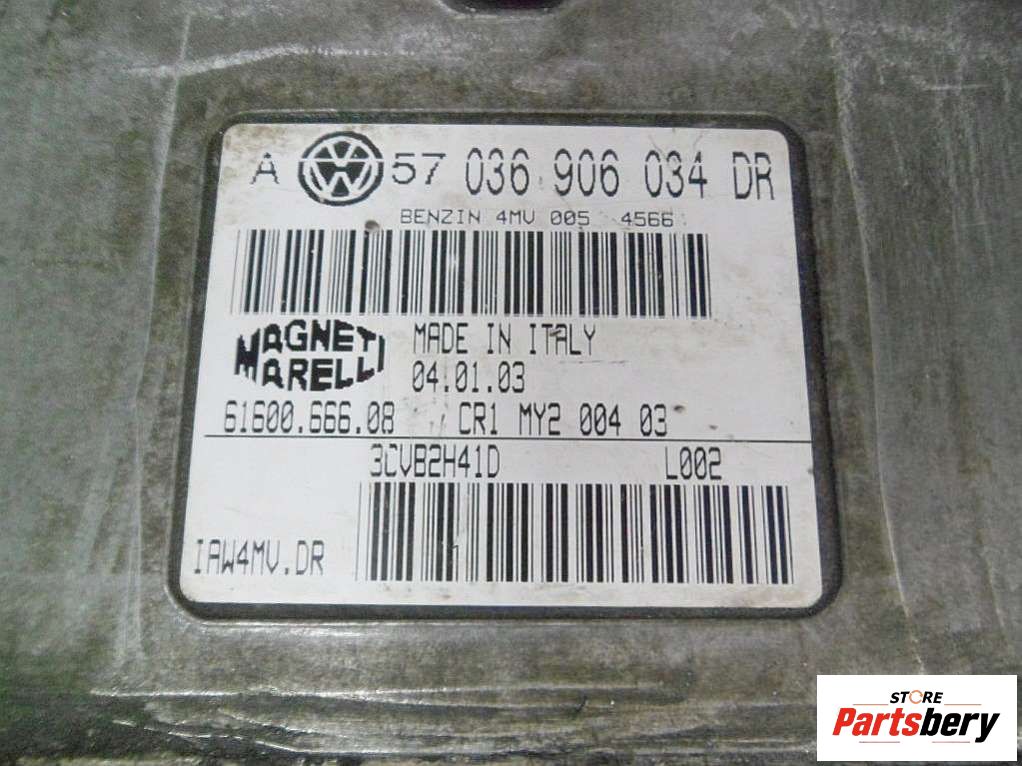 A 57 036 906 034 DR
BENZIN 4MV 005 4566
MAGNETI
MARELLI
MADE IN ITALY
04.01.03
61600.666.08 CR1 MY2 004 03
3CVB2H41D L002
IAW4MV.DR
STORE
Partsbery